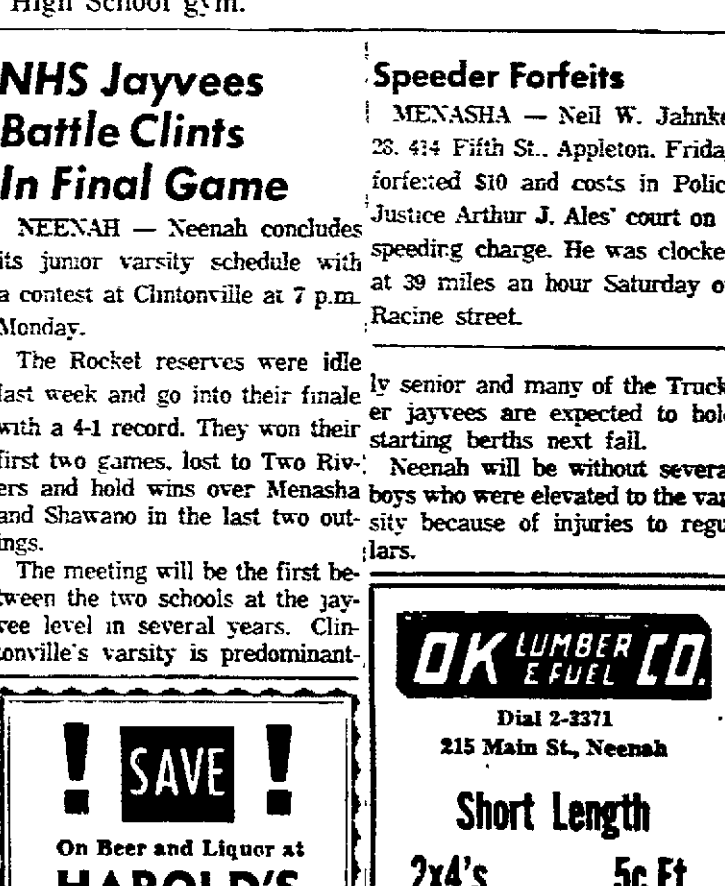 High School gym.
NHS Jayvees
Battle Clints
In Final Game
NEENAH — Neenah concludes
its junior varsity schedule with
a contest at Clintonville at 7 p.m.
Monday.
The Rocket reserves were idle
last week and go into their finale
with a 4-1 record. They won their
first two games, lost to Two Riv-
ers and hold wins over Menasha
and Shawano in the last two out-
ings.
The meeting will be the first be-
tween the two schools at the jay-
vee level in several years. Clin-
tonville's varsity is predominant-
ly senior and many of the Truck
er jayvees are expected to hol
starting berths next fall.
Neenah will be without severa
boys who were elevated to the var
sity because of injuries to regu
lars.
Speeder Forfeits
MENASHA — Neil W. Jahnke
28, 414 Fifth St., Appleton, Frida
forfeited $10 and costs in Polic
Justice Arthur J. Ales' court on
speeding charge. He was clocke
at 39 miles an hour Saturday o
Racine street.
! SAVE !
On Beer and Liquor at
HAROLD'S
OK LUMBER & FUEL CO.
Dial 2-3371
215 Main St., Neenah
Short Length
2x4's 5c Ft